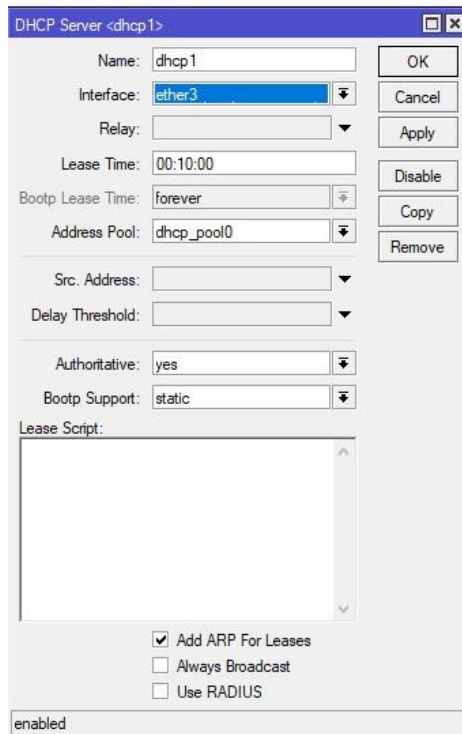 DHCP Server <dhcp1>
Name: dhcp1
OK
Interface: ether3
Cancel
Relay:
Apply
Lease Time: 00:10:00
Disable
Bootp Lease Time: forever
Copy
Address Pool: dhcp_pool0
Remove
Src. Address:
Delay Threshold:
Authoritative: yes
Bootp Support: static
Lease Script:
Add ARP For Leases
Always Broadcast
Use RADIUS
enabled